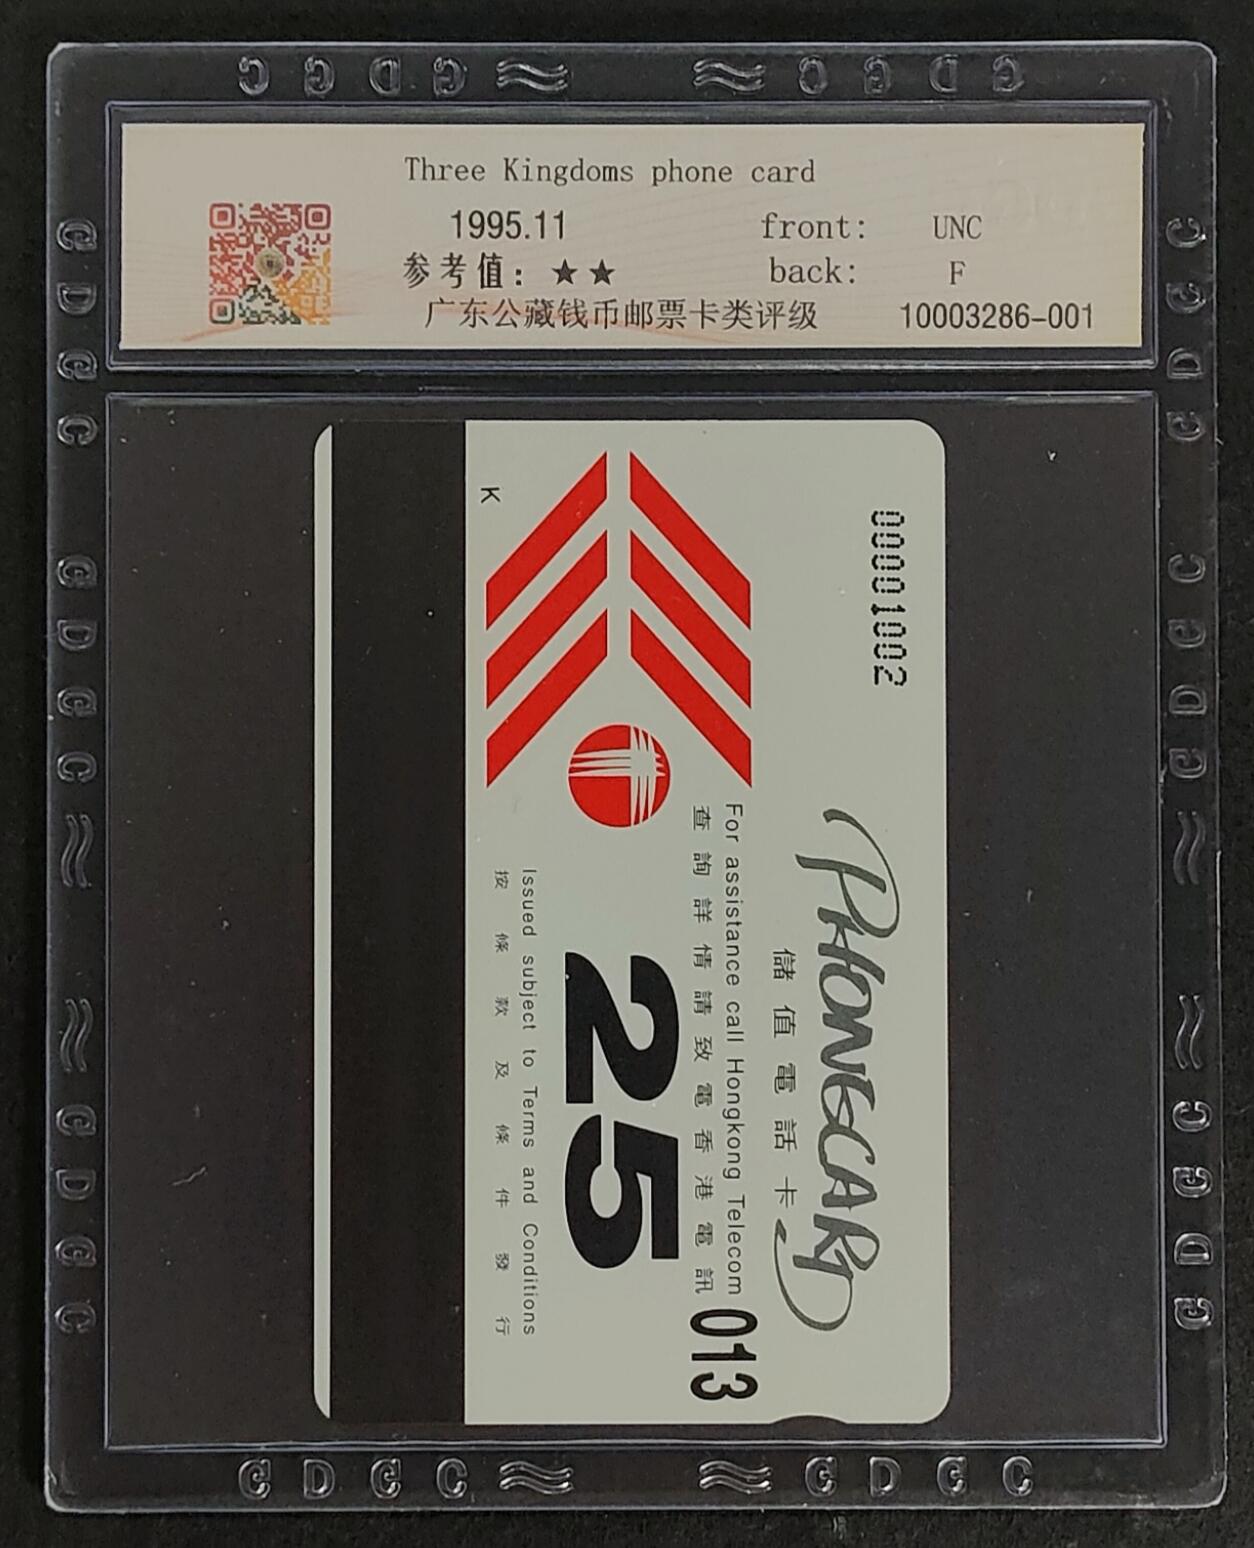 G D G C
C G D G
Three Kingdoms phone card
1995.11
front: UNC
参考值：★★
back: F
广东公藏钱币邮票卡类评级
10003286-001
00001002
PHONECARD
儲值電話卡
For assistance call Hongkong Telecom
查詢詳情請致電香港電訊
013
25
Issued subject to Terms and Conditions
按條款及條件發行
K
G D G C
G D G C